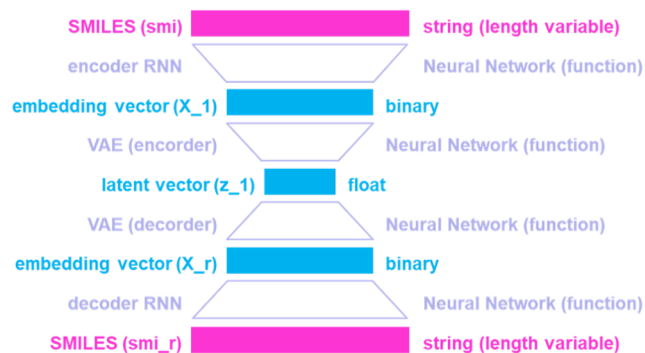 SMILES (smi) string (length variable)
encoder RNN Neural Network (function)
embedding vector (X_1) binary
VAE (encorder) Neural Network (function)
latent vector (z_1) float
VAE (decorder) Neural Network (function)
embedding vector (X_r) binary
decoder RNN Neural Network (function)
SMILES (smi_r) string (length variable)